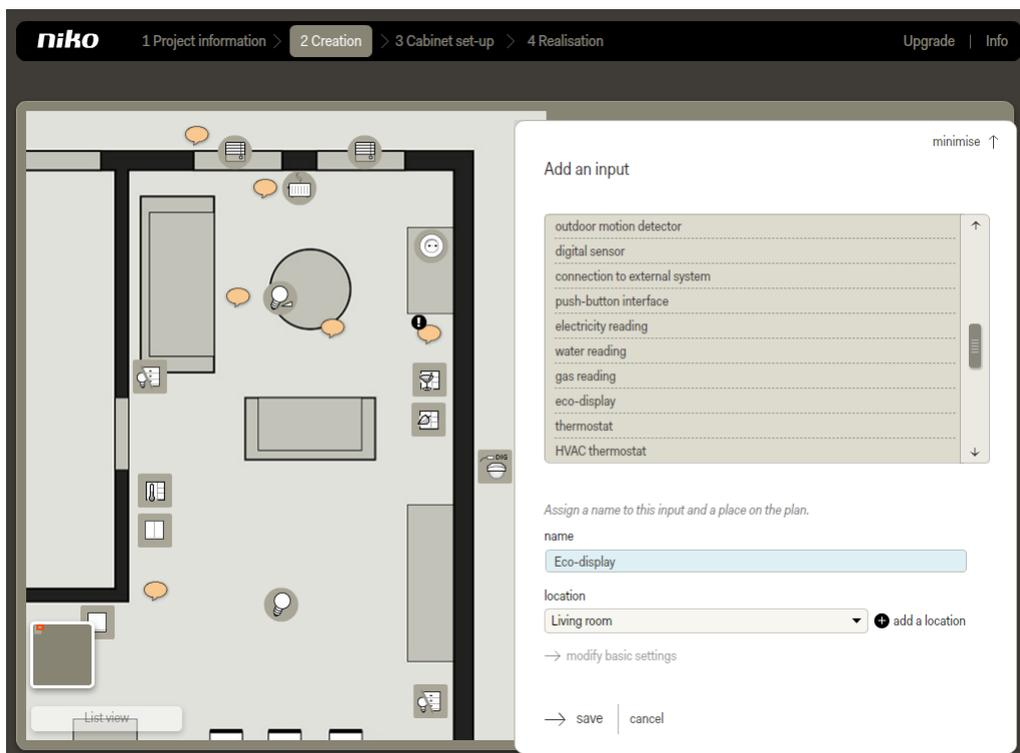 niko 1 Project information 2 Creation 3 Cabinet set-up 4 Realisation Upgrade | Info
minimise
Add an input
outdoor motion detector
digital sensor
connection to external system
push-button interface
electricity reading
water reading
gas reading
eco-display
thermostat
HVAC thermostat
DIG
Assign a name to this input and a place on the plan.
name
Eco-display
location
Living room add a location
modify basic settings
List view
save cancel